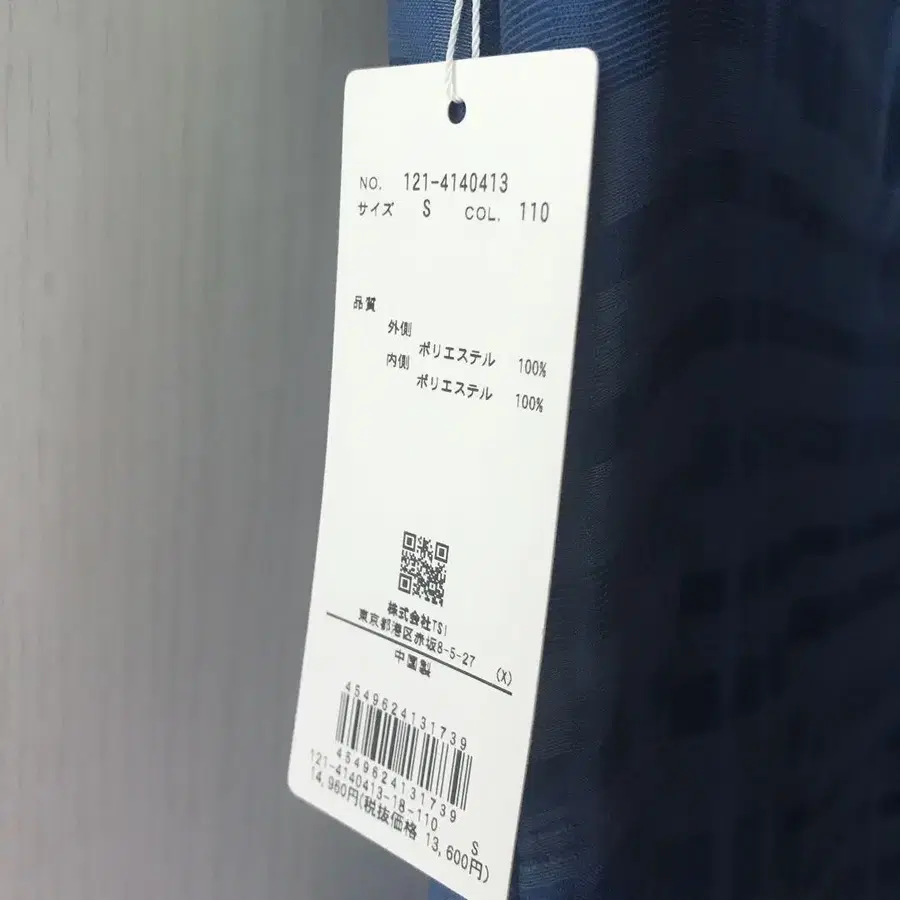 NO. 121-4140413
サイズ S COL. 110
品質
外側
ポリエステル 100%
内側
ポリエステル 100%
株式会社TSI
東京都港区赤坂8-5-27 (X)
中国製
4549624131739
4549624131739
121-4140413-18-110 S
14,960円(税抜価格 13,600円)